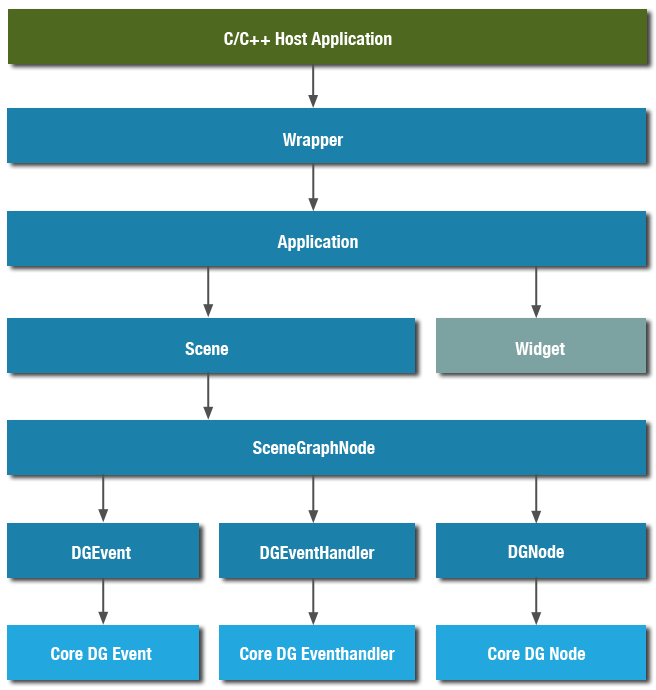 C/C++ Host Application
Wrapper
Application
Scene
Widget
SceneGraphNode
DGEvent
DGEventHandler
DGNode
Core DG Event
Core DG Eventhandler
Core DG Node